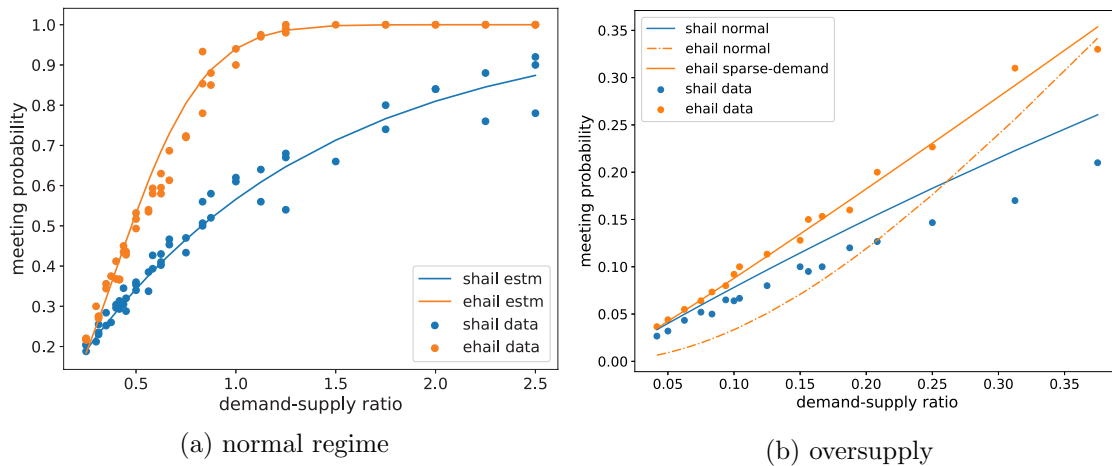 1.0
0.9
0.8
0.7
0.6
0.5
0.4
0.3
0.2
meeting probability
shail estm
ehail estm
shail data
ehail data
0.5 1.0 1.5 2.0 2.5
demand-supply ratio
(a) normal regime
0.35
0.30
0.25
0.20
0.15
0.10
0.05
0.00
meeting probability
shail normal
ehail normal
ehail sparse-demand
shail data
ehail data
0.05 0.10 0.15 0.20 0.25 0.30 0.35
demand-supply ratio
(b) oversupply